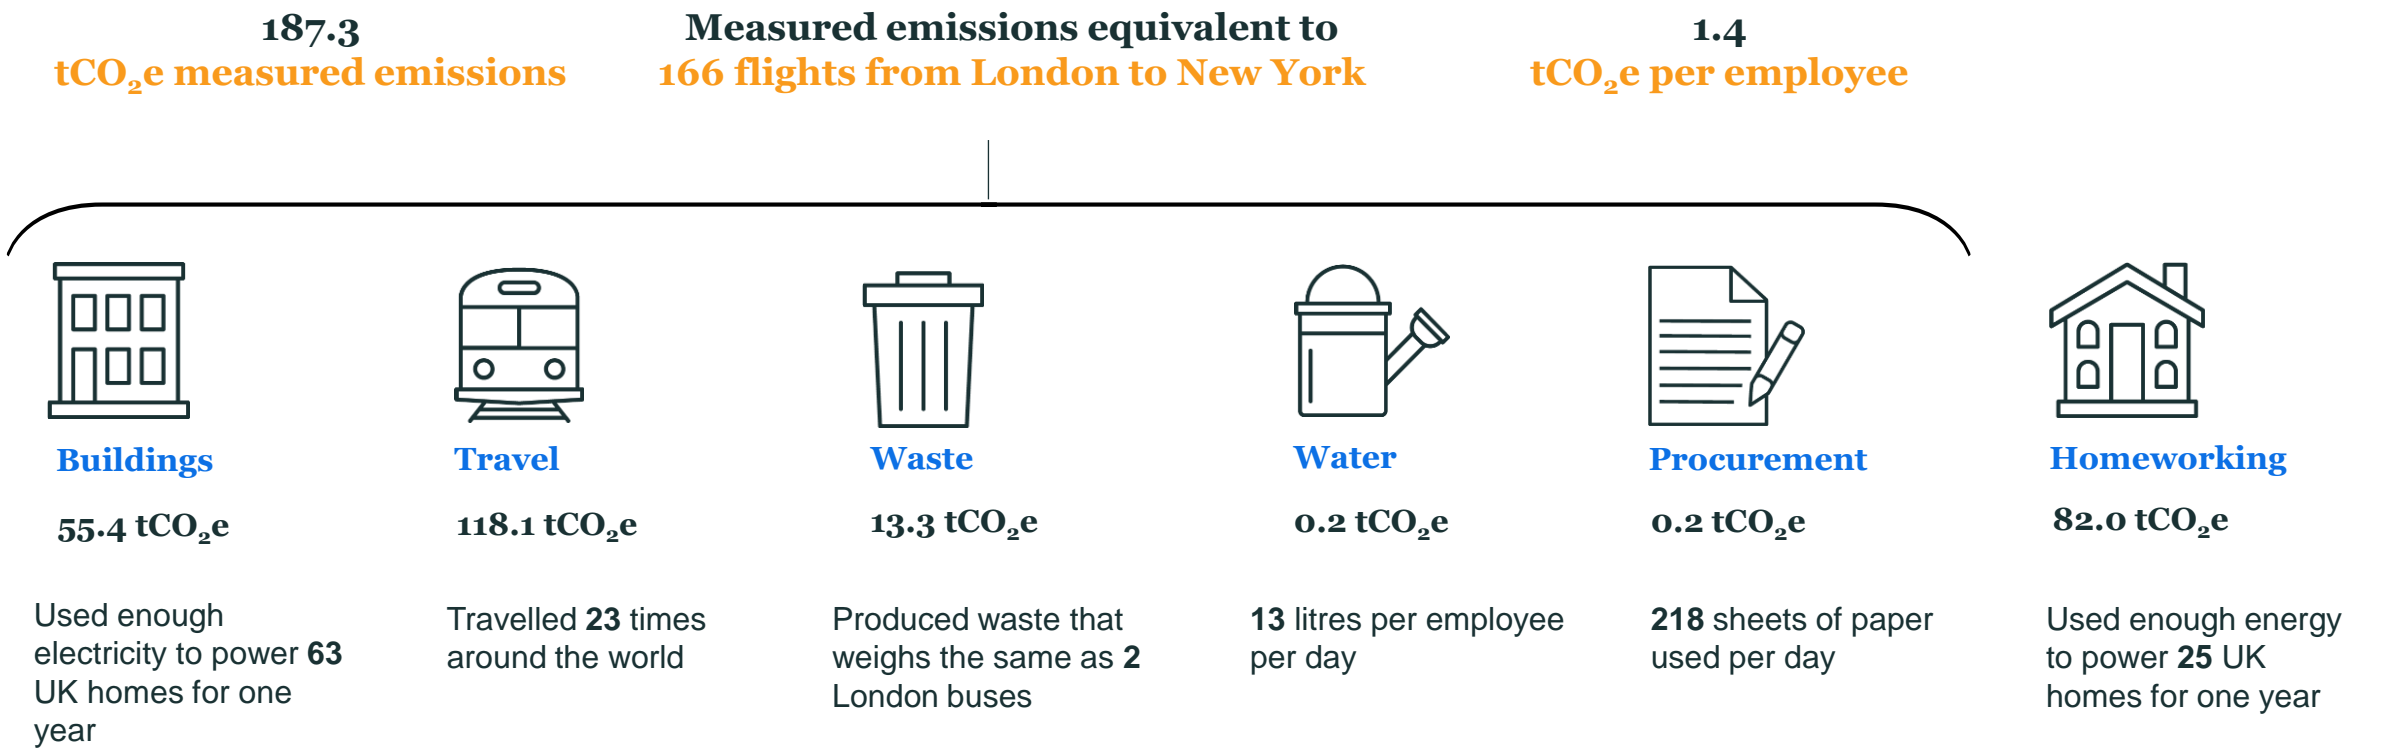 187.3
tCO₂e measured emissions
Measured emissions equivalent to
166 flights from London to New York
1.4
tCO₂e per employee
Buildings
55.4 tCO₂e
Used enough
electricity to power 63
UK homes for one
year
Travel
118.1 tCO₂e
Travelled 23 times
around the world
Waste
13.3 tCO₂e
Produced waste that
weighs the same as 2
London buses
Water
0.2 tCO₂e
13 litres per employee
per day
Procurement
0.2 tCO₂e
218 sheets of paper
used per day
Homeworking
82.0 tCO₂e
Used enough energy
to power 25 UK
homes for one year